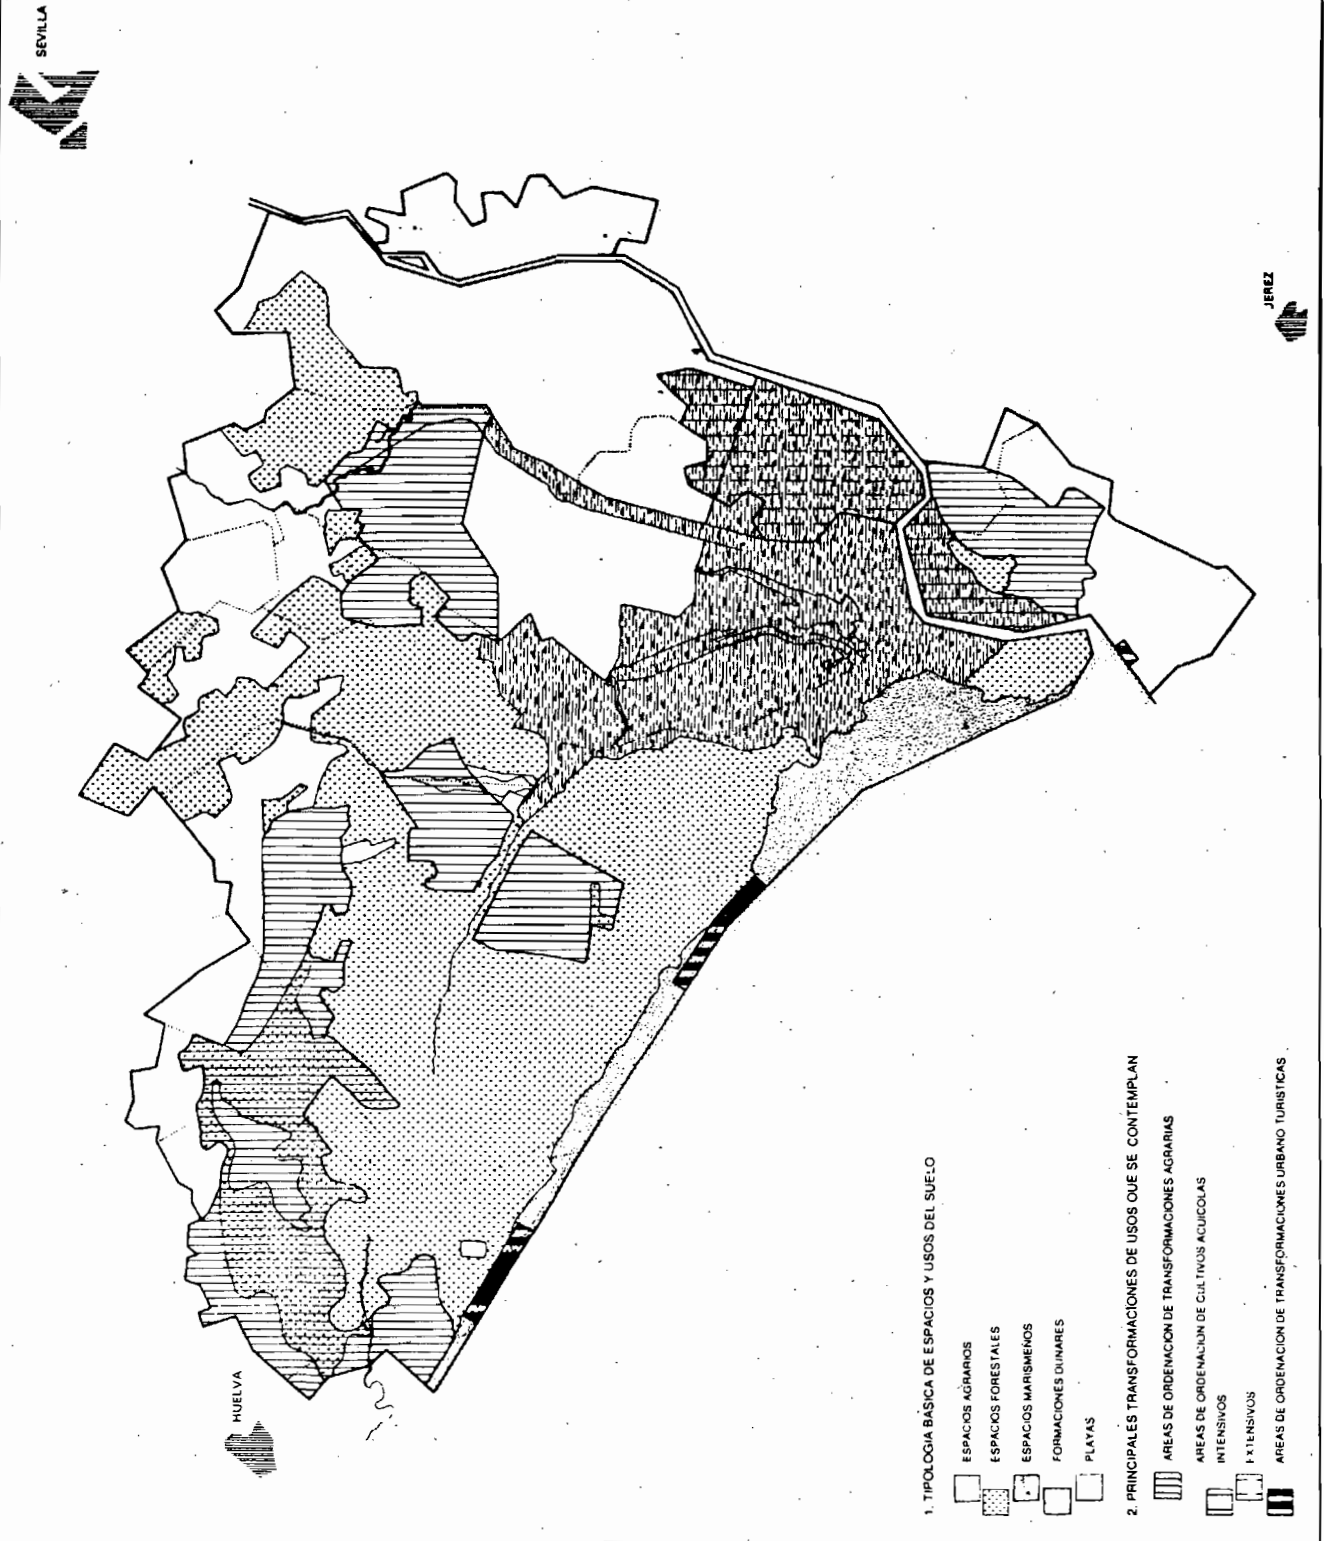 SEVILLA
HUELVA
JEREZ
1. TIPOLOGIA BASICA DE ESPACIOS Y USOS DEL SUELO
ESPACIOS AGRARIOS
ESPACIOS FORESTALES
ESPACIOS MARISMEÑOS
FORMACIONES DUNARES
PLAYAS
2. PRINCIPALES TRANSFORMACIONES DE USOS QUE SE CONTEMPLAN
AREAS DE ORDENACION DE TRANSFORMACIONES AGRARIAS
AREAS DE ORDENACION DE CULTIVOS ACUICOLAS
INTENSIVOS
EXTENSIVOS
AREAS DE ORDENACION DE TRANSFORMACIONES URBANO TURISTICAS